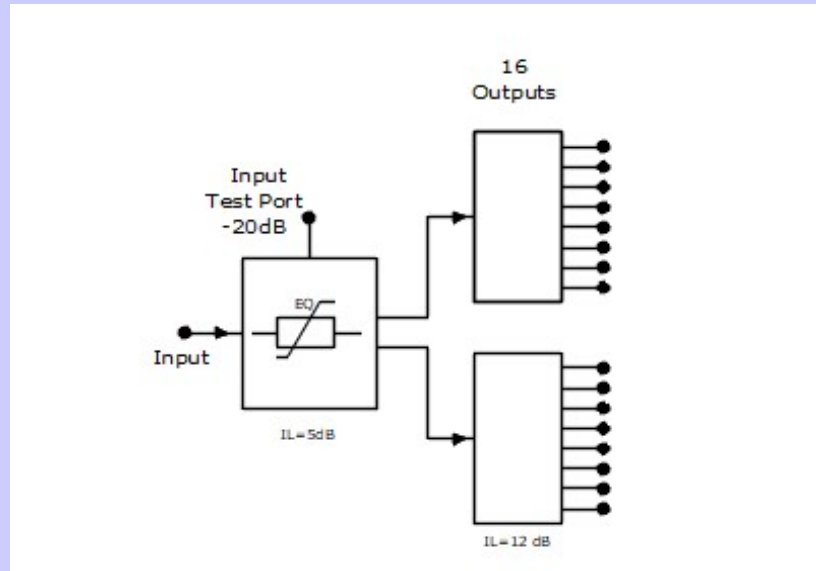 16
Outputs
Input
Test Port
-20dB
EQ
Input
IL=5dB
IL=12 dB